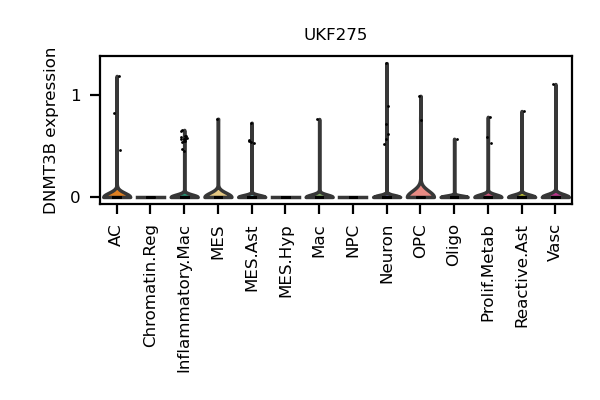 UKF275
DNMT3B expression
1
0
AC
Chromatin.Reg
Inflammatory.Mac
MES
MES.Ast
MES.Hyp
Mac
NPC
Neuron
OPC
Oligo
Prolif.Metab
Reactive.Ast
Vasc